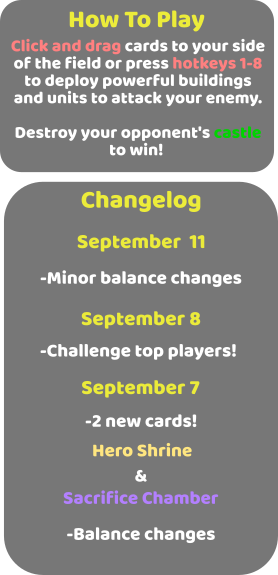 How To Play
Click and drag cards to your side
of the field or press hotkeys 1-8
to deploy powerful buildings
and units to attack your enemy.
Destroy your opponent's castle
to win!
Changelog
September 11
-Minor balance changes
September 8
-Challenge top players!
September 7
-2 new cards!
Hero Shrine
&
Sacrifice Chamber
-Balance changes